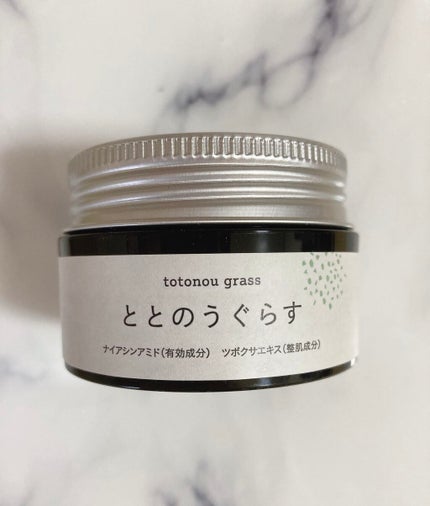 totonou grass
ととのうぐらす
ナイアシンアミド(有効成分) ツボクサエキス(整肌成分)